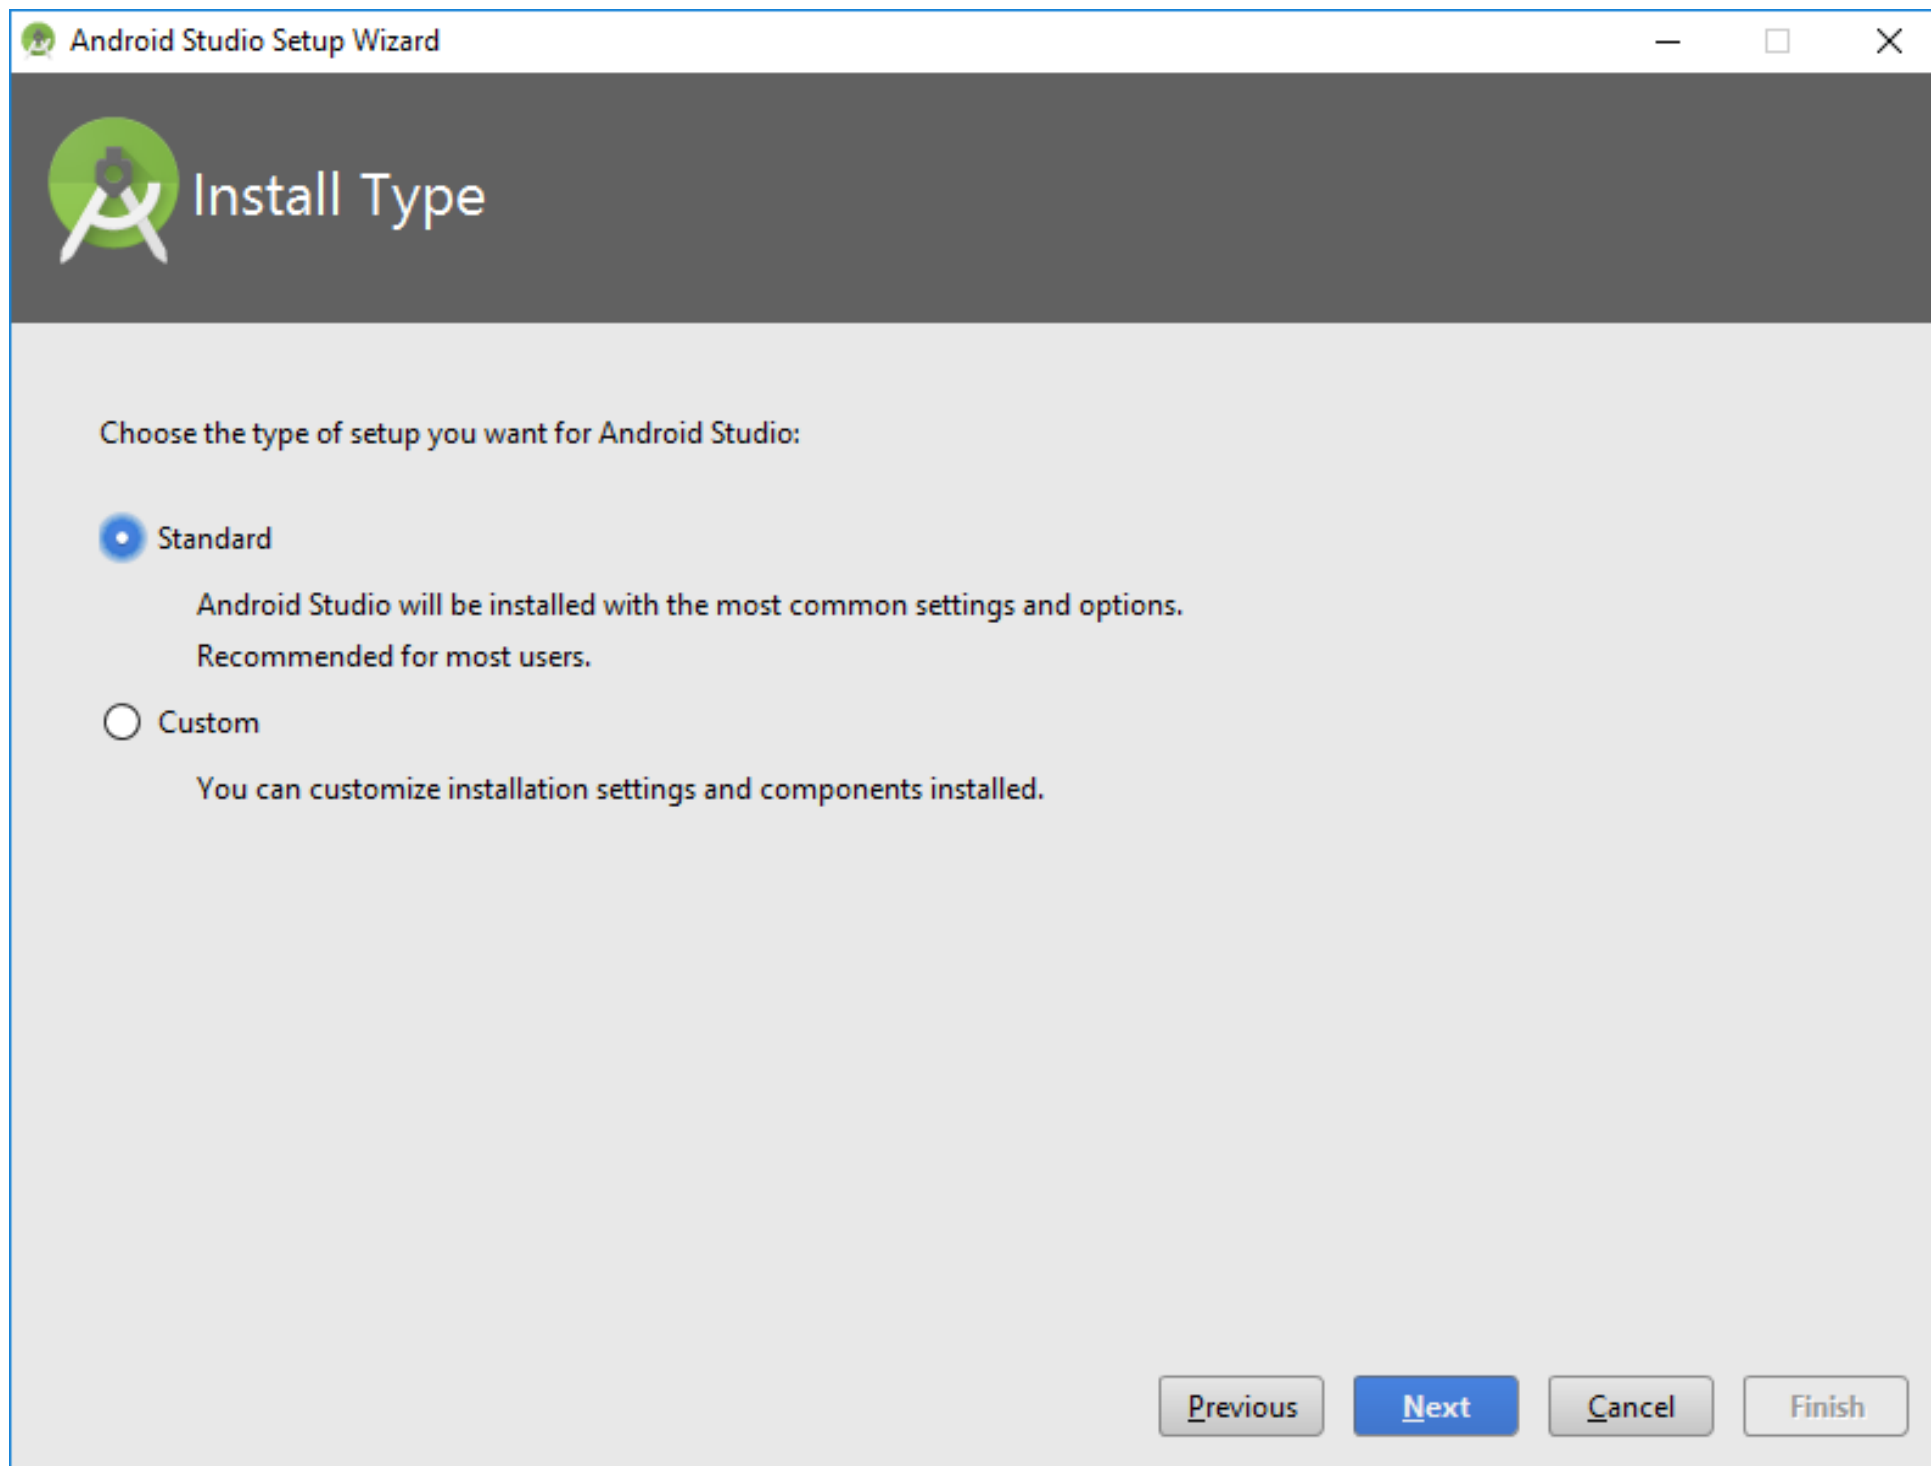 Android Studio Setup Wizard
Install Type
Choose the type of setup you want for Android Studio:
Standard
Android Studio will be installed with the most common settings and options.
Recommended for most users.
Custom
You can customize installation settings and components installed.
Previous Next Cancel Finish